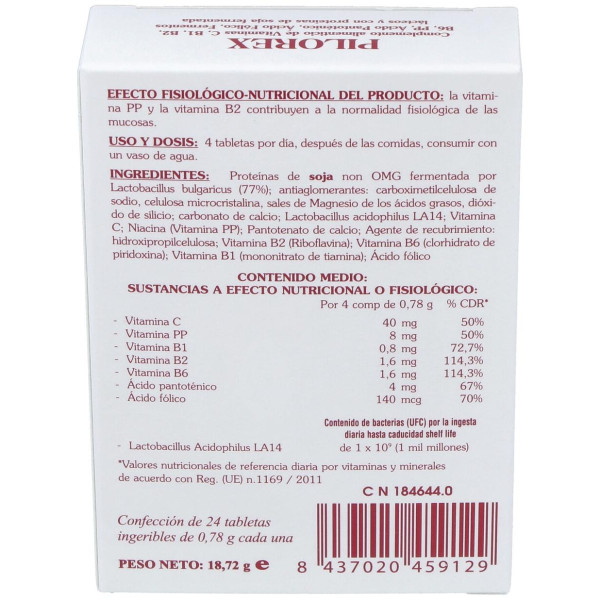 PILOREX
Complemento alimenticio de Vitaminas C, B1, B2,
B6, PP, Ácido Pantoténico, Ácido Fólico, Fermentos
lácteos y con proteínas de soja fermentada
EFECTO FISIOLÓGICO-NUTRICIONAL DEL PRODUCTO: la vitami-
na PP y la vitamina B2 contribuyen a la normalidad fisiológica de las
mucosas.
USO Y DOSIS: 4 tabletas por día, después de las comidas, consumir con
un vaso de agua.
INGREDIENTES: Proteínas de soja non OMG fermentada por
Lactobacillus bulgaricus (77%); antiaglomerantes: carboximetilcelulosa de
sodio, celulosa microcristalina, sales de Magnesio de los ácidos grasos, dióxi-
do de silicio; carbonato de calcio; Lactobacillus acidophilus LA14; Vitamina
C; Niacina (Vitamina PP); Pantotenato de calcio; Agente de recubrimiento:
hidroxipropilcelulosa; Vitamina B2 (Riboflavina); Vitamina B6 (clorhidrato de
piridoxina); Vitamina B1 (mononitrato de tiamina); Ácido fólico
CONTENIDO MEDIO:
SUSTANCIAS A EFECTO NUTRICIONAL O FISIOLÓGICO:
Por 4 comp de 0,78 g % CDR*
- Vitamina C 40 mg 50%
- Vitamina PP 8 mg 50%
- Vitamina B1 0,8 mg 72,7%
- Vitamina B2 1,6 mg 114,3%
- Vitamina B6 1,6 mg 114,3%
- Ácido pantoténico 4 mg 67%
- Ácido fólico 140 mcg 70%
Contenido de bacterias (UFC) por la ingesta
diaria hasta caducidad shelf life
- Lactobacillus Acidophilus LA14 de 1 x 10⁹ (1 mil millones)
*Valores nutricionales de referencia diaria por vitaminas y minerales
de acuerdo con Reg. (UE) n.1169 / 2011
C N 184644.0
Confección de 24 tabletas
ingeribles de 0,78 g cada una
PESO NETO: 18,72 g e
8 437020 459129